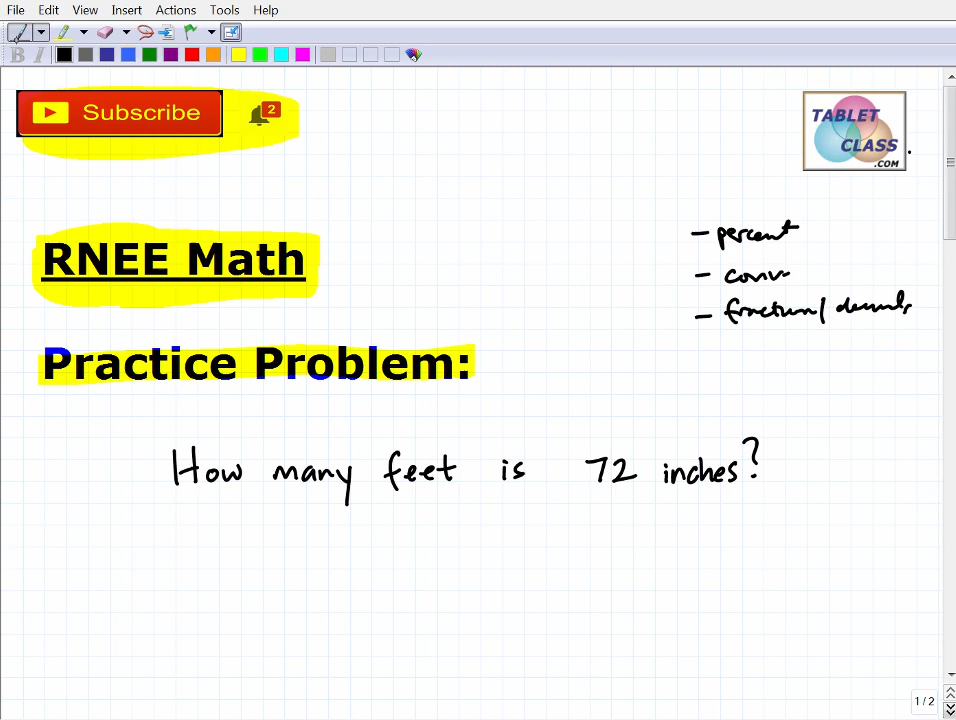 File Edit View Insert Actions Tools Help
B I
Subscribe 2
TABLET
CLASS
.COM
RNEE Math
- percent
- conv
- fraction/
Practice Problem:
How many feet is 72 inches?
1 / 2